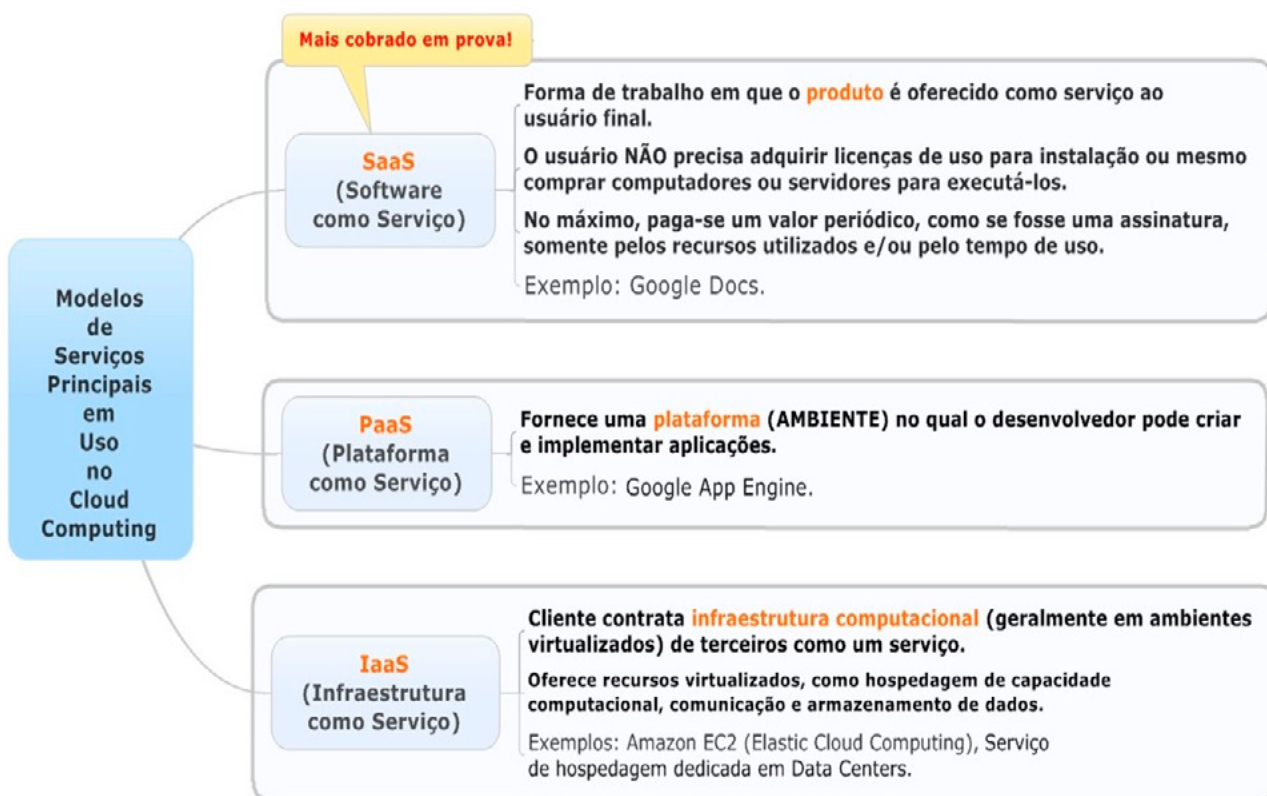 Mais cobrado em prova!
Modelos
de
Serviços
Principais
em
Uso
no
Cloud
Computing
SaaS
(Software
como Serviço)
Forma de trabalho em que o produto é oferecido como serviço ao
usuário final.
O usuário NÃO precisa adquirir licenças de uso para instalação ou mesmo
comprar computadores ou servidores para executá-los.
No máximo, paga-se um valor periódico, como se fosse uma assinatura,
somente pelos recursos utilizados e/ou pelo tempo de uso.
Exemplo: Google Docs.
PaaS
(Plataforma
como Serviço)
Fornece uma plataforma (AMBIENTE) no qual o desenvolvedor pode criar
e implementar aplicações.
Exemplo: Google App Engine.
IaaS
(Infraestrutura
como Serviço)
Cliente contrata infraestrutura computacional (geralmente em ambientes
virtualizados) de terceiros como um serviço.
Oferece recursos virtualizados, como hospedagem de capacidade
computacional, comunicação e armazenamento de dados.
Exemplos: Amazon EC2 (Elastic Cloud Computing), Serviço
de hospedagem dedicada em Data Centers.